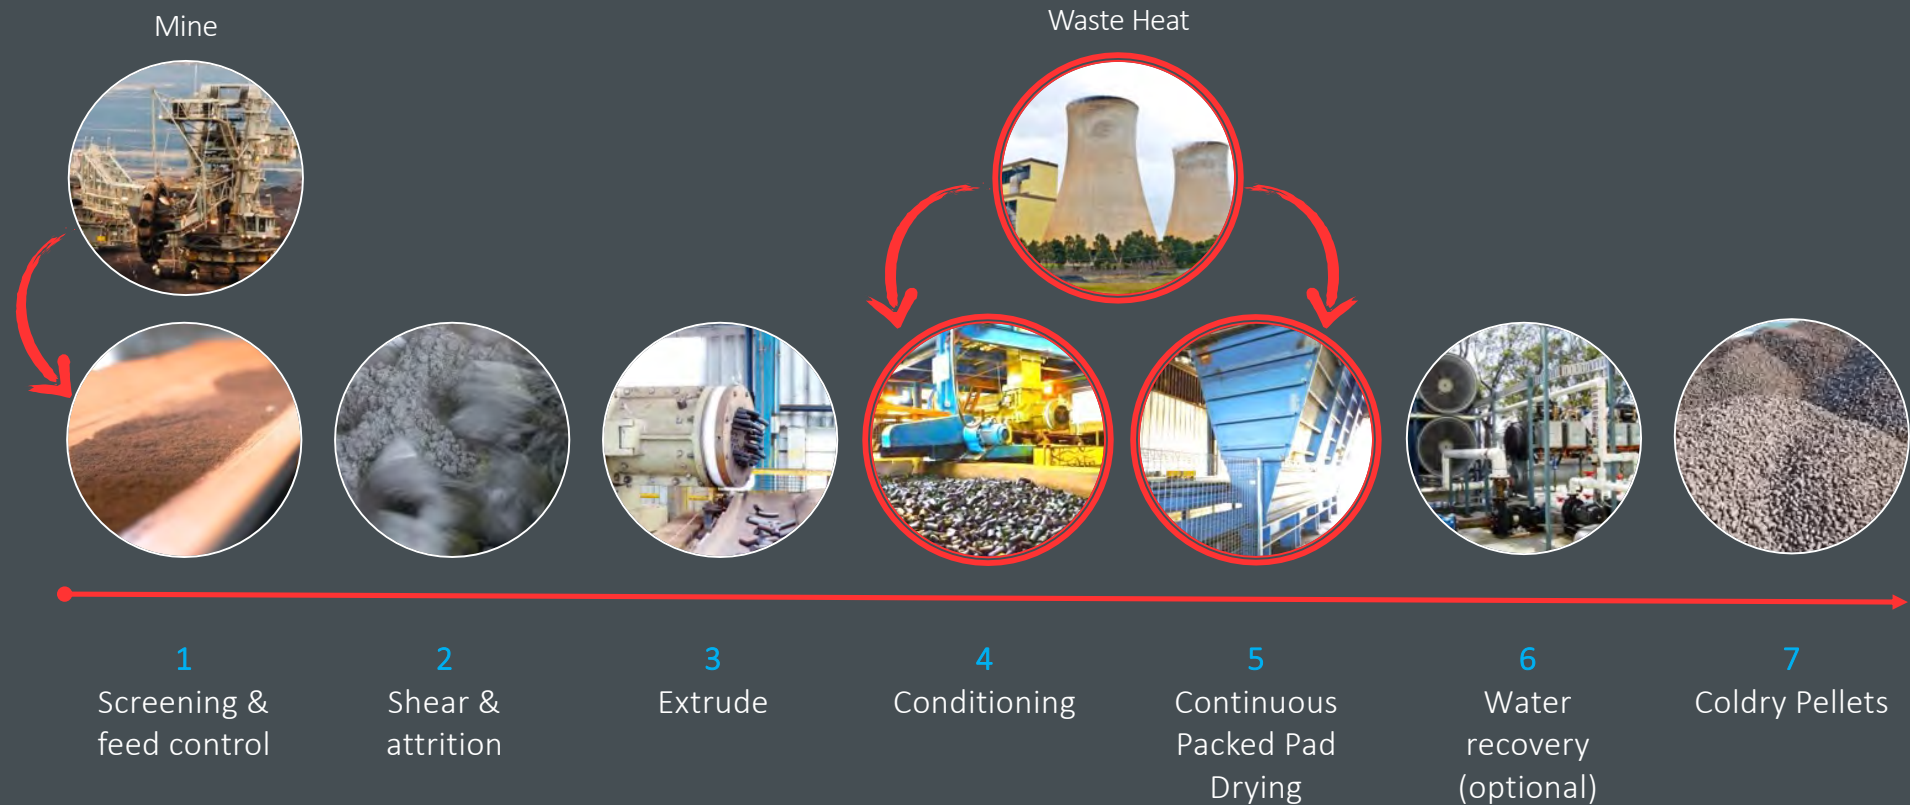 Mine
Waste Heat
1
Screening &
feed control
2
Shear &
attrition
3
Extrude
4
Conditioning
5
Continuous
Packed Pad
Drying
6
Water
recovery
(optional)
7
Coldry Pellets